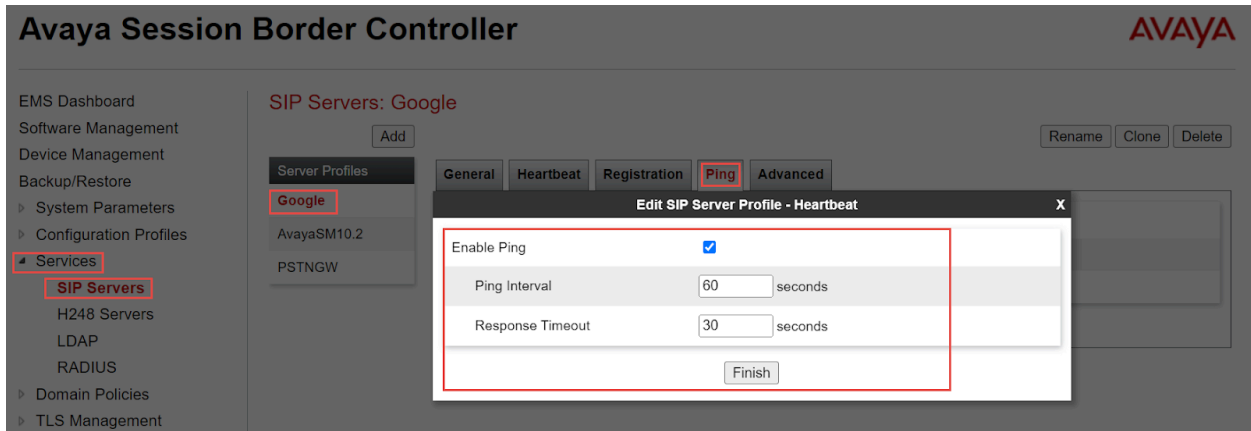 Avaya Session Border Controller
AVAYA
EMS Dashboard
Software Management
Device Management
Backup/Restore
System Parameters
Configuration Profiles
Services
SIP Servers
H248 Servers
LDAP
RADIUS
Domain Policies
TLS Management
SIP Servers: Google
Add
Rename Clone Delete
Server Profiles
Google
AvayaSM10.2
PSTNGW
General Heartbeat Registration Ping Advanced
Edit SIP Server Profile - Heartbeat X
Enable Ping
Ping Interval 60 seconds
Response Timeout 30 seconds
Finish